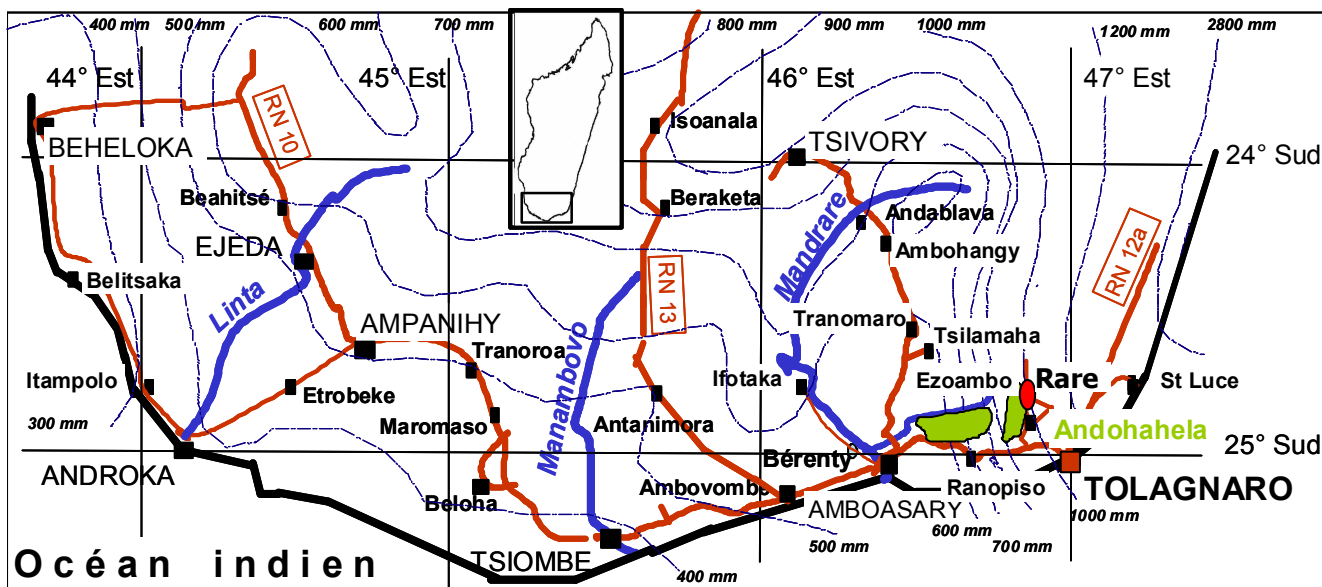 400 mm 500 mm 600 mm 700 mm 800 mm 900 mm 1000 mm 1200 mm 2800 mm
44° Est 45° Est 46° Est 47° Est
RN 10
Isoanala
BEHELOKA
TSIVORY
24° Sud
Beahitsé
Beraketa
Andablava
Mandrare
EJEDA
Ambohangy
RN 12a
Belitsaka
Linta
RN 13
AMPANIHY
Tranomaro
Tsilamaha
Tranoroa
Manambovo
Itampolo
Etrobeke
Ifotaka
Ezoambo
Rare
St Luce
300 mm
Maromaso
Antanimora
Andohahela
25° Sud
ANDROKA
Bérenty
Beloha
Ambovombe
Ranopiso
TOLAGNARO
AMBOASARY
1000 mm
600 mm
500 mm
700 mm
Océan indien
TSIOMBE
400 mm